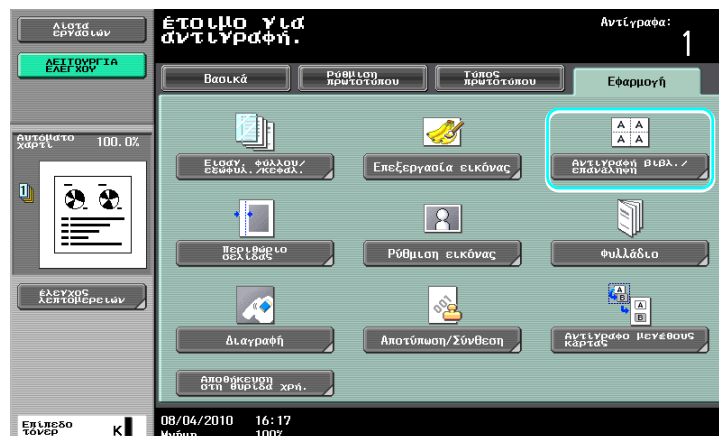 Λίστα
εργασιών
έτοιμο για
αντιγραφή.
Αντίγραφα:
1
ΛΕΙΤΟΥΡΓΙΑ
ΕΛΕΓΧΟΥ
Βασικά
Ρύθμιση
πρωτοτύπου
Τύπος
πρωτοτύπου
Εφαρμογή
Αυτόματο
χαρτί
100.0%
Εισαγ. φύλλου/
εξώφυλ./κεφάλ.
Επεξεργασία εικόνας
Αντιγραφή βιβλ./
επανάληψη
Περιθώριο
σελίδας
Ρύθμιση εικόνας
Φυλλάδιο
έλεγχος
λεπτομερειών
Διαγραφή
Αποτύπωση/Σύνθεση
Αντίγραφο μεγέθους
κάρτας
Αποθήκευση
στη θυρίδα χρή.
Επίπεδο
τόνερ
K
08/04/2010 16:17
Μνήμη 100%